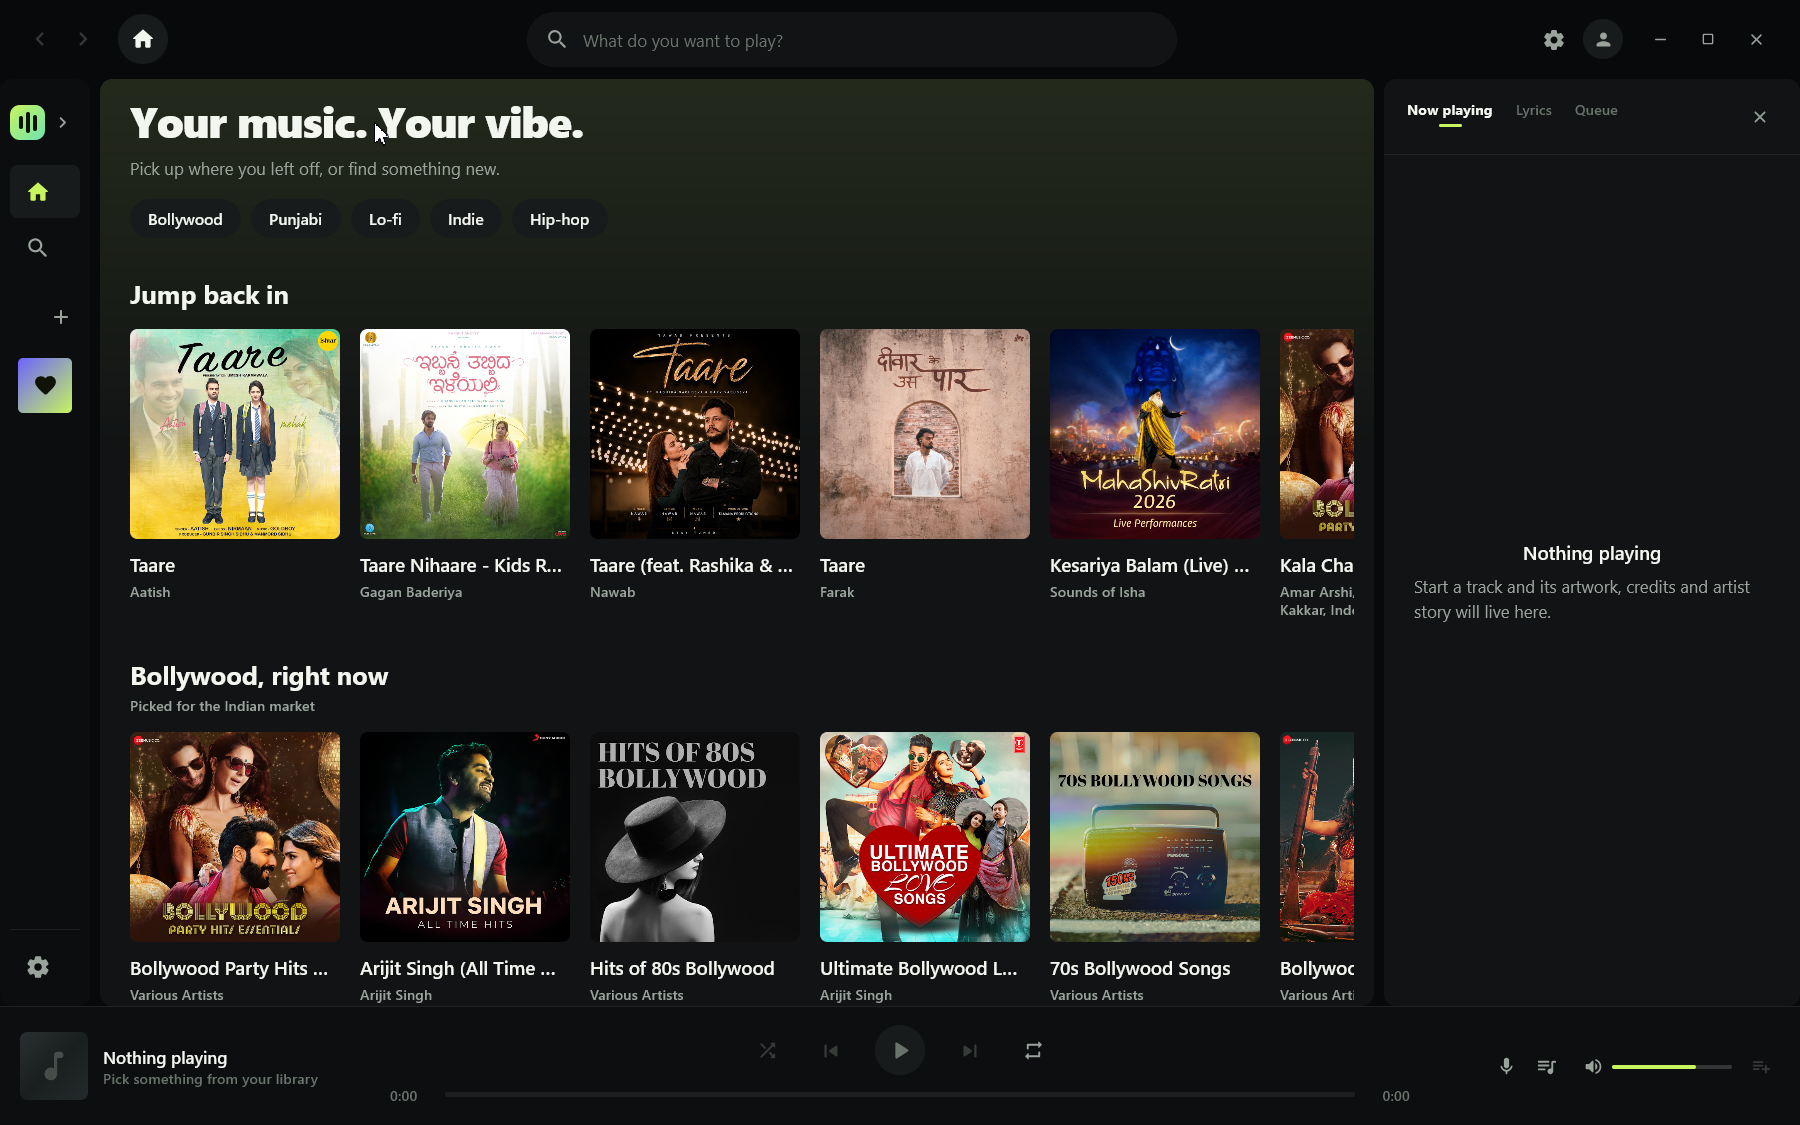 What do you want to play?
Your music. Your vibe.
Pick up where you left off, or find something new.
Bollywood
Punjabi
Lo-fi
Indie
Hip-hop
Now playing
Lyrics
Queue
Jump back in
Taare
Aatish
mehak
ಇಬ್ಬನಿ ತಬ್ಬಿದ
ಇಳೆಯಲಿ
Taare
दीवार के
उस पार
MahaShivRatri
2026
Live Performances
Taare
Aatish
Taare Nihaare - Kids R...
Gagan Baderiya
Taare (feat. Rashika & ...
Nawab
Taare
Farak
Kesariya Balam (Live) ...
Sounds of Isha
Kala Cha
Amar Arshi,
Kakkar, Ind
Nothing playing
Start a track and its artwork, credits and artist
story will live here.
Bollywood, right now
Picked for the Indian market
BOLLYWOOD
PARTY HITS ESSENTIALS
ARIJIT SINGH
ALL TIME HITS
HITS OF 80S
BOLLYWOOD
ULTIMATE
BOLLYWOOD
LOVE
SONGS
70S BOLLYWOOD SONGS
Bollywood Party Hits ...
Various Artists
Arijit Singh (All Time ...
Arijit Singh
Hits of 80s Bollywood
Various Artists
Ultimate Bollywood L...
Arijit Singh
70s Bollywood Songs
Various Artists
Bollywoo
Various Arti
Nothing playing
Pick something from your library
0:00
0:00